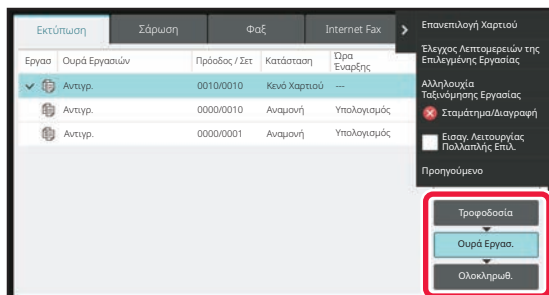 Εκτύπωση Σάρωση Φαξ Internet Fax
Εργασ Ουρά Εργασιών Πρόοδος / Σετ Κατάσταση Ώρα Έναρξης
Αντιγρ. 0010/0010 Κενό Χαρτιού ---
Αντιγρ. 0000/0010 Αναμονή Υπολογισμός
Αντιγρ. 0000/0001 Αναμονή Υπολογισμός
Επανεπιλογή Χαρτιού
Έλεγχος Λεπτομερειών της
Επιλεγμένης Εργασίας
Αλληλουχία
Ταξινόμησης Εργασίας
Σταμάτημα/Διαγραφή
Εισαγ. Λειτουργίας
Πολλαπλής Επιλ.
Προηγούμενο
Τροφοδοσία
Ουρά Εργασ.
Ολοκληρωθ.